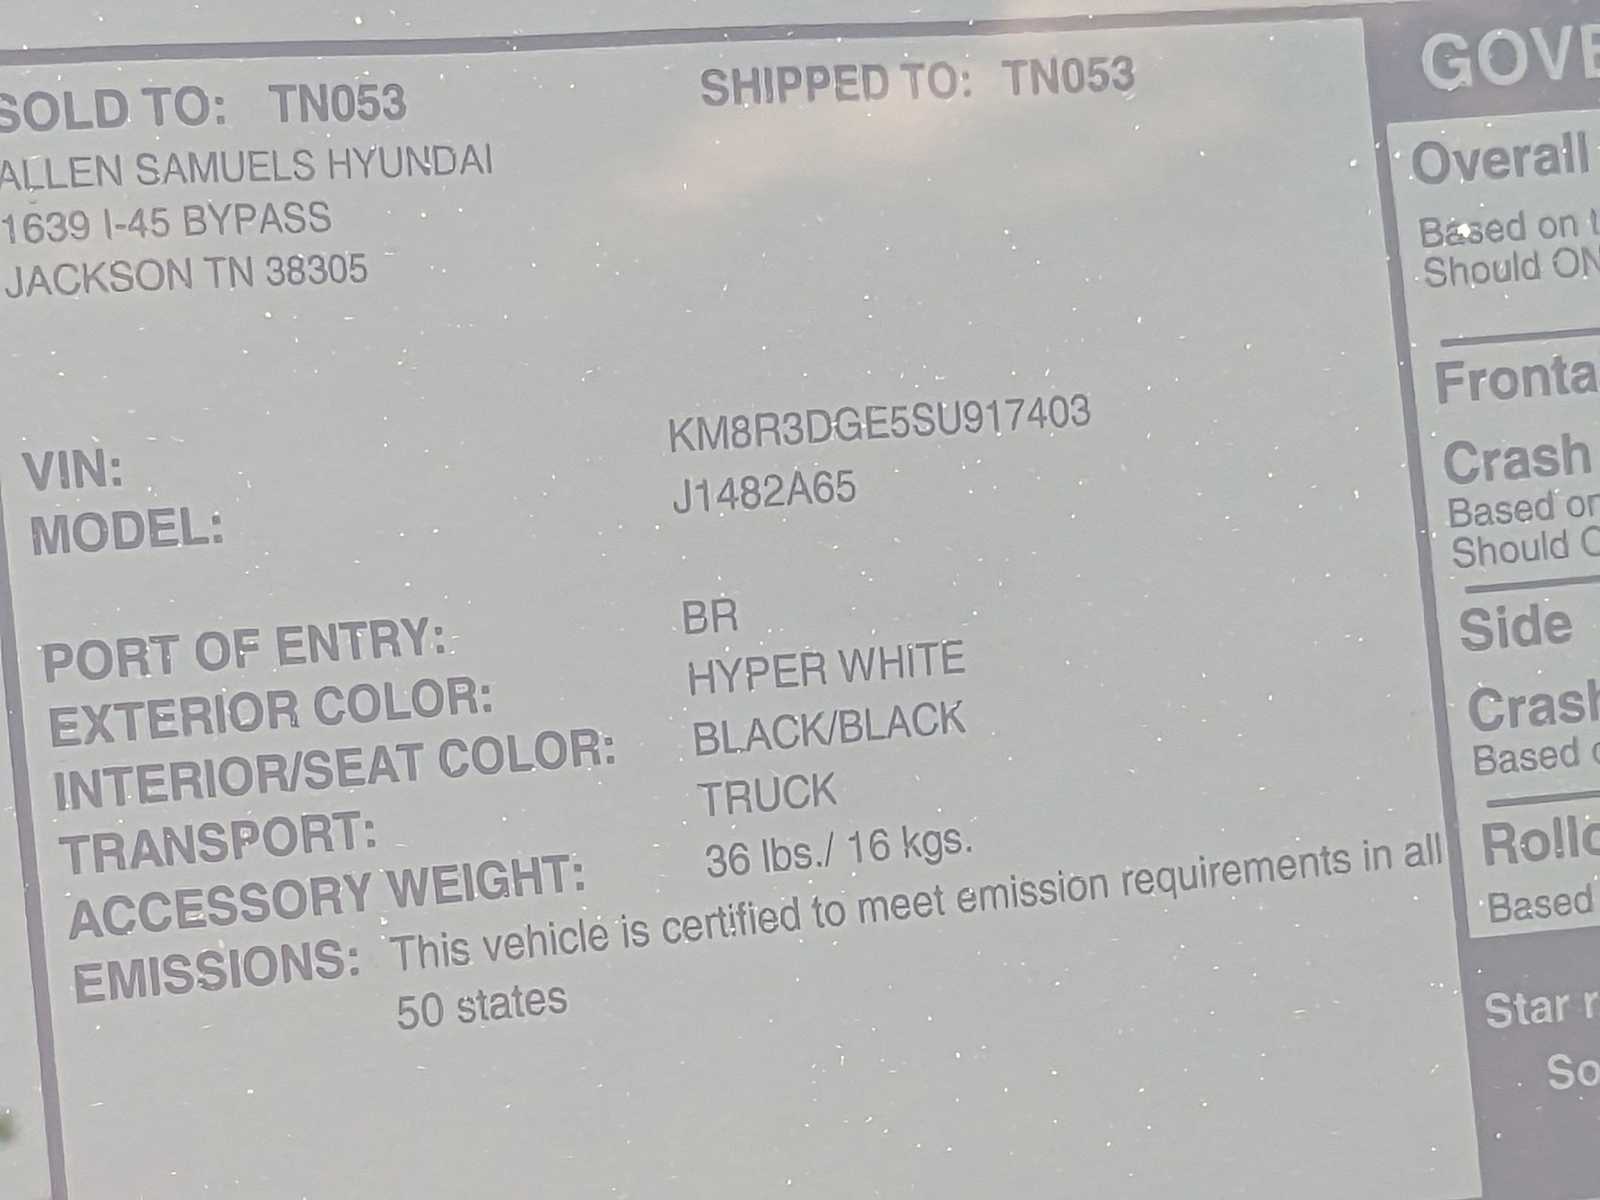 SOLD TO: TN053
ALLEN SAMUELS HYUNDAI
1639 I-45 BYPASS
JACKSON TN 38305
SHIPPED TO: TN053
VIN: KM8R3DGE5SU917403
MODEL: J1482A65
PORT OF ENTRY: BR
EXTERIOR COLOR: HYPER WHITE
INTERIOR/SEAT COLOR: BLACK/BLACK
TRANSPORT: TRUCK
ACCESSORY WEIGHT: 36 lbs./ 16 kgs.
EMISSIONS: This vehicle is certified to meet emission requirements in all
50 states
GOVE
Overall
Based on t
Should ON
Fronta
Crash
Based on
Should O
Side
Crash
Based o
Rollo
Based
Star r
So